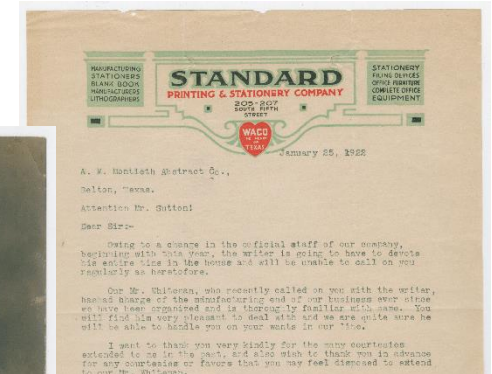 MANUFACTURING
STATIONERS
BLANK BOOK
MANUFACTURERS
LITHOGRAPHERS
STANDARD
PRINTING & STATIONERY COMPANY
205-207
SOUTH FIFTH
STREET
STATIONERY
FILING DEVICES
OFFICE FURNITURE
COMPLETE OFFICE
EQUIPMENT
WACO
TEXAS
January 25, 1922
Montieth Abstract Co.,
Belton, Texas.
Attention Mr. Sutton:
Dear Sir:-
Owing to a change in the official staff of our company,
beginning with this year, the writer is going to have to devote
his entire time in the house and will be unable to call on you
regularly as heretofore.
Our Mr. Whiteman, who recently called on you with the writer,
has had charge of the manufacturing end of our business ever since
we have been organized and is thoroughly familiar with same. You
will find him very pleasant to deal with and we are quite sure he
will be able to handle you on your wants in our line.
I want to thank you very kindly for the many courtesies
extended to me in the past, and also wish to thank you in advance
for any courtesies or favors that you may feel disposed to extend
to our Mr. Whiteman.